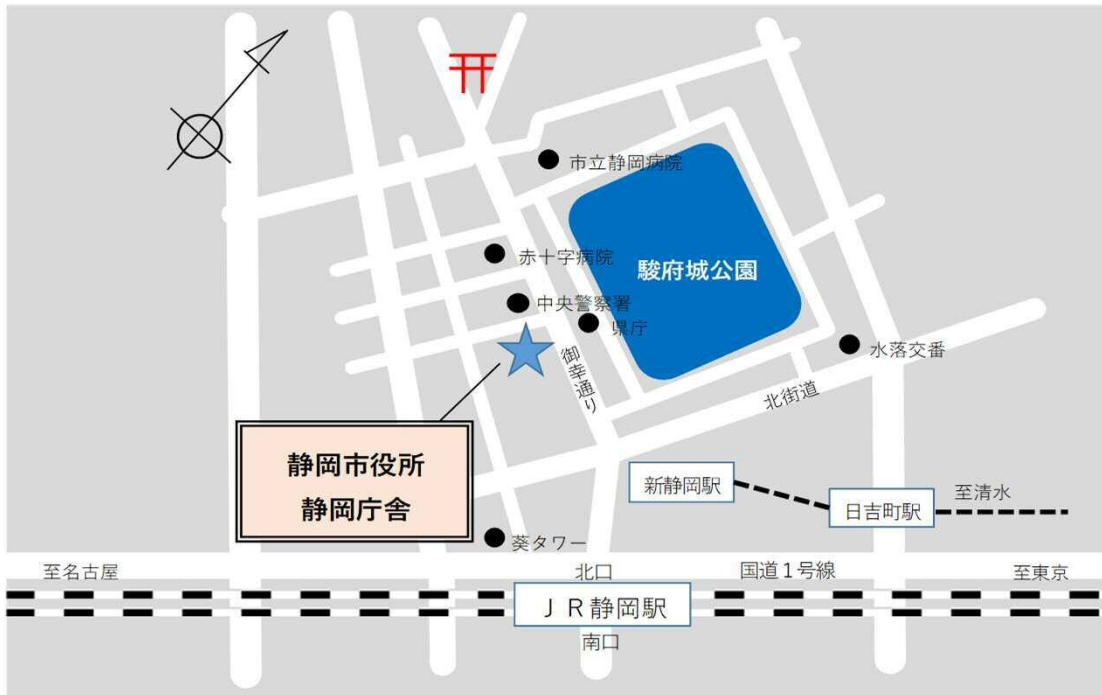 市立静岡病院
赤十字病院
駿府城公園
中央警察署
県庁
水落交番
御幸通り
北街道
静岡市役所
静岡庁舎
新静岡駅
日吉町駅
至清水
葵タワー
至名古屋
北口
国道1号線
至東京
JR静岡駅
南口